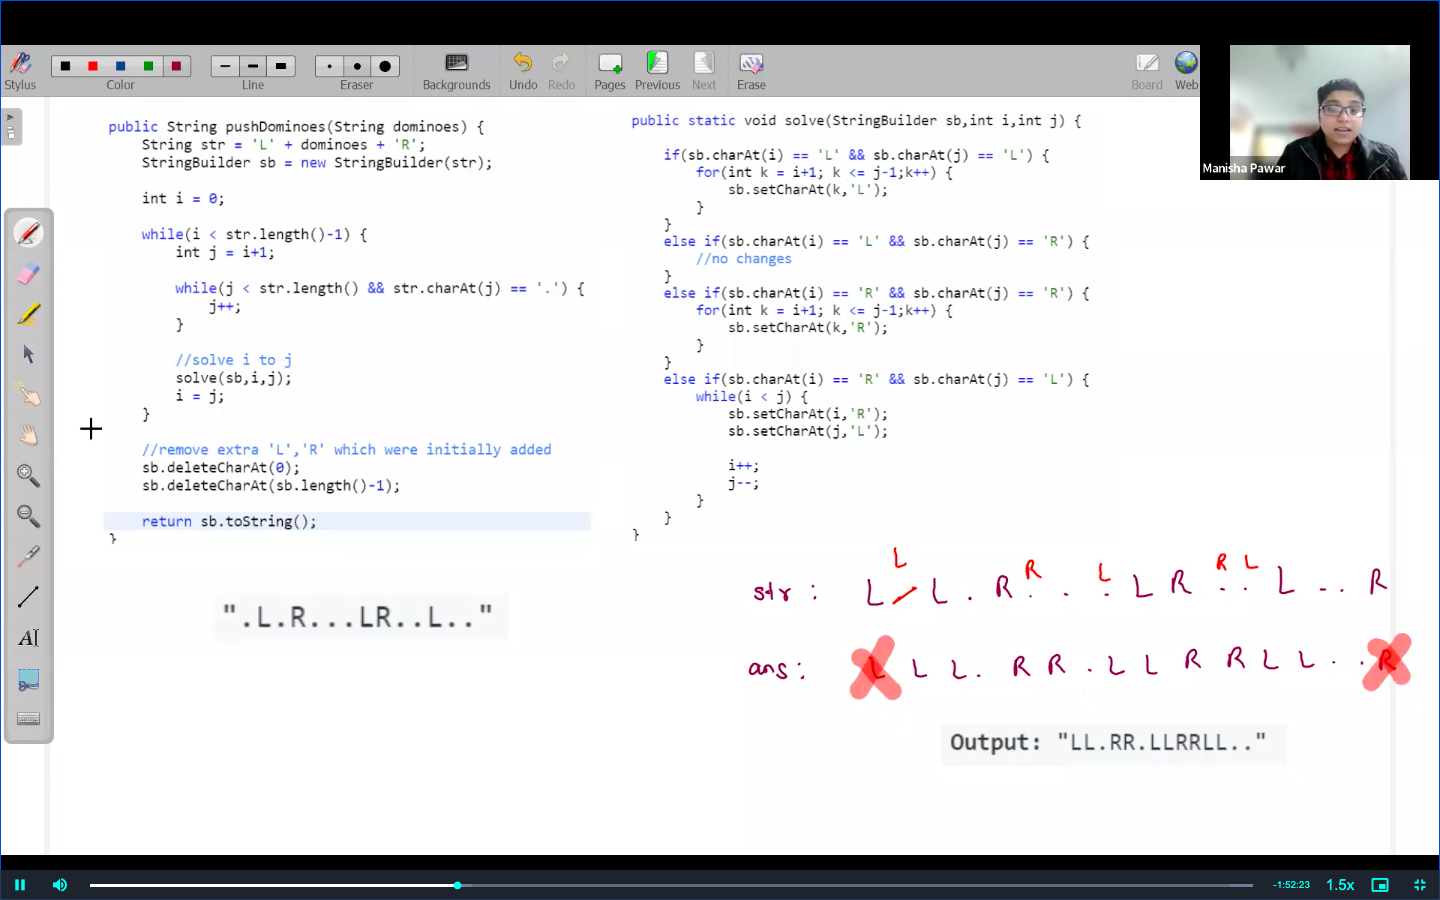 Stylus Color Line Eraser Backgrounds Undo Redo Pages Previous Next Erase Board Web
Manisha Pawar
public String pushDominoes(String dominoes) {
String str = 'L' + dominoes + 'R';
StringBuilder sb = new StringBuilder(str);
int i = 0;
while(i < str.length()-1) {
int j = i+1;
while(j < str.length() && str.charAt(j) == '.') {
j++;
}
//solve i to j
solve(sb,i,j);
i = j;
}
//remove extra 'L','R' which were initially added
sb.deleteCharAt(0);
sb.deleteCharAt(sb.length()-1);
return sb.toString();
}
".L.R...LR..L.."
public static void solve(StringBuilder sb,int i,int j) {
if(sb.charAt(i) == 'L' && sb.charAt(j) == 'L') {
for(int k = i+1; k <= j-1;k++) {
sb.setCharAt(k,'L');
}
}
else if(sb.charAt(i) == 'L' && sb.charAt(j) == 'R') {
//no changes
}
else if(sb.charAt(i) == 'R' && sb.charAt(j) == 'R') {
for(int k = i+1; k <= j-1;k++) {
sb.setCharAt(k,'R');
}
}
else if(sb.charAt(i) == 'R' && sb.charAt(j) == 'L') {
while(i < j) {
sb.setCharAt(i,'R');
sb.setCharAt(j,'L');
i++;
j--;
}
}
}
L R L R L
str : L L . R . . . L R . . L . . R
ans : L L L . R R . L L R R L L . . R
Output: "LL.RR.LLRRLL.."
-1:52:23 1.5x